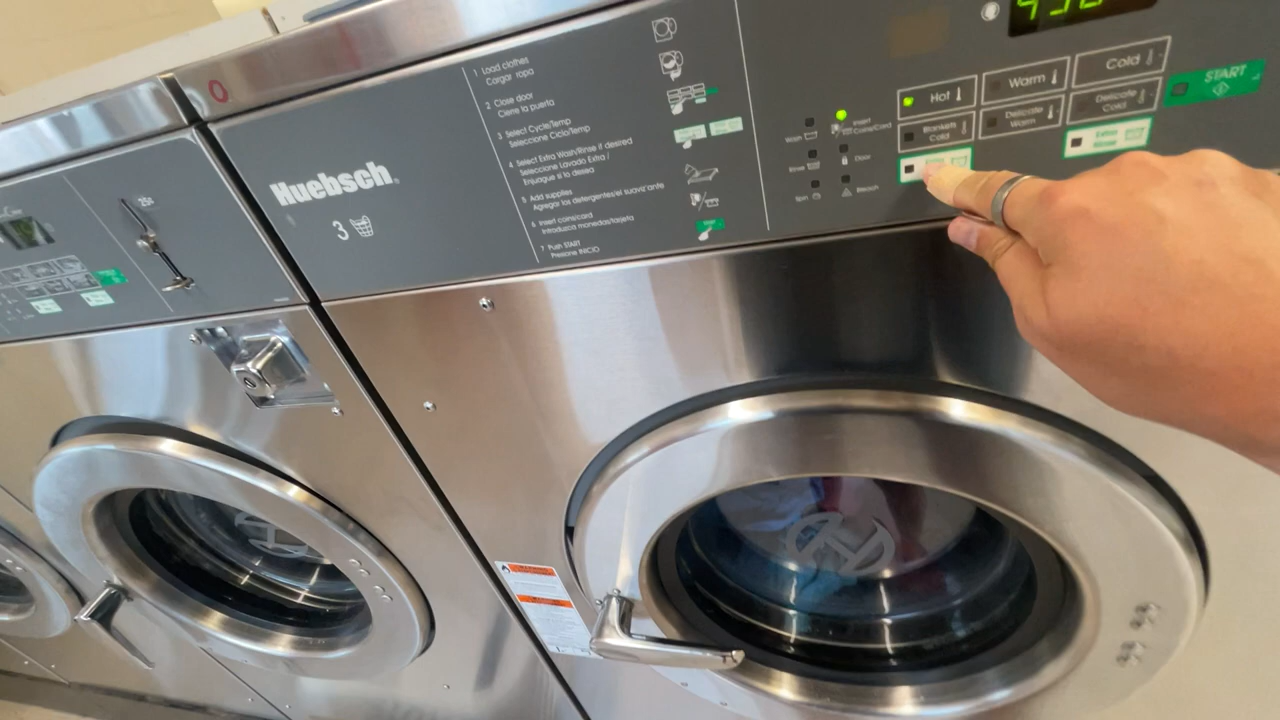 25¢
Huebsch
3
1 Load clothes
Cargar ropa
2 Close door
Cierre la puerta
3 Select Cycle/Temp
Seleccione Ciclo/Temp
4 Select Extra Wash/Rinse if desired
Seleccione Lavado Extra /
Enjuague si lo desea
5 Add supplies
Agregar los detergentes/el suavizante
6 Insert coins/card
Introduzca monedas/tarjeta
7 Push START
Presione INICIO
Wash
Rinse
Spin
Insert
Coins/Card
Door
Bleach
Hot
Warm
Cold
START
Blankets
Cold
Delicate
Warm
Delicate
Cold
Extra
Rinse